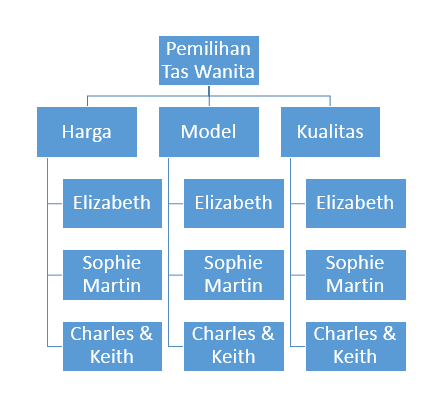 Pemilihan
Tas Wanita
Harga
Model
Kualitas
Elizabeth
Elizabeth
Elizabeth
Sophie
Martin
Sophie
Martin
Sophie
Martin
Charles &
Keith
Charles &
Keith
Charles &
Keith